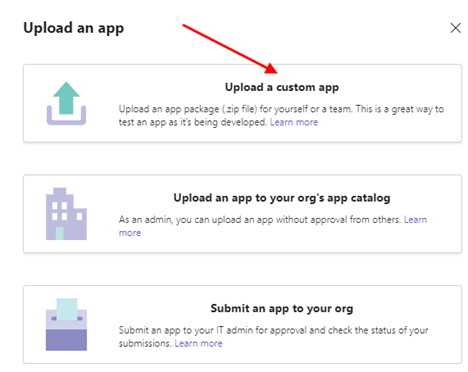 Upload an app
Upload a custom app
Upload an app package (.zip file) for yourself or a team. This is a great way to
test an app as it's being developed. Learn more
Upload an app to your org's app catalog
As an admin, you can upload an app without approval from others. Learn
more
Submit an app to your org
Submit an app to your IT admin for approval and check the status of your
submissions. Learn more